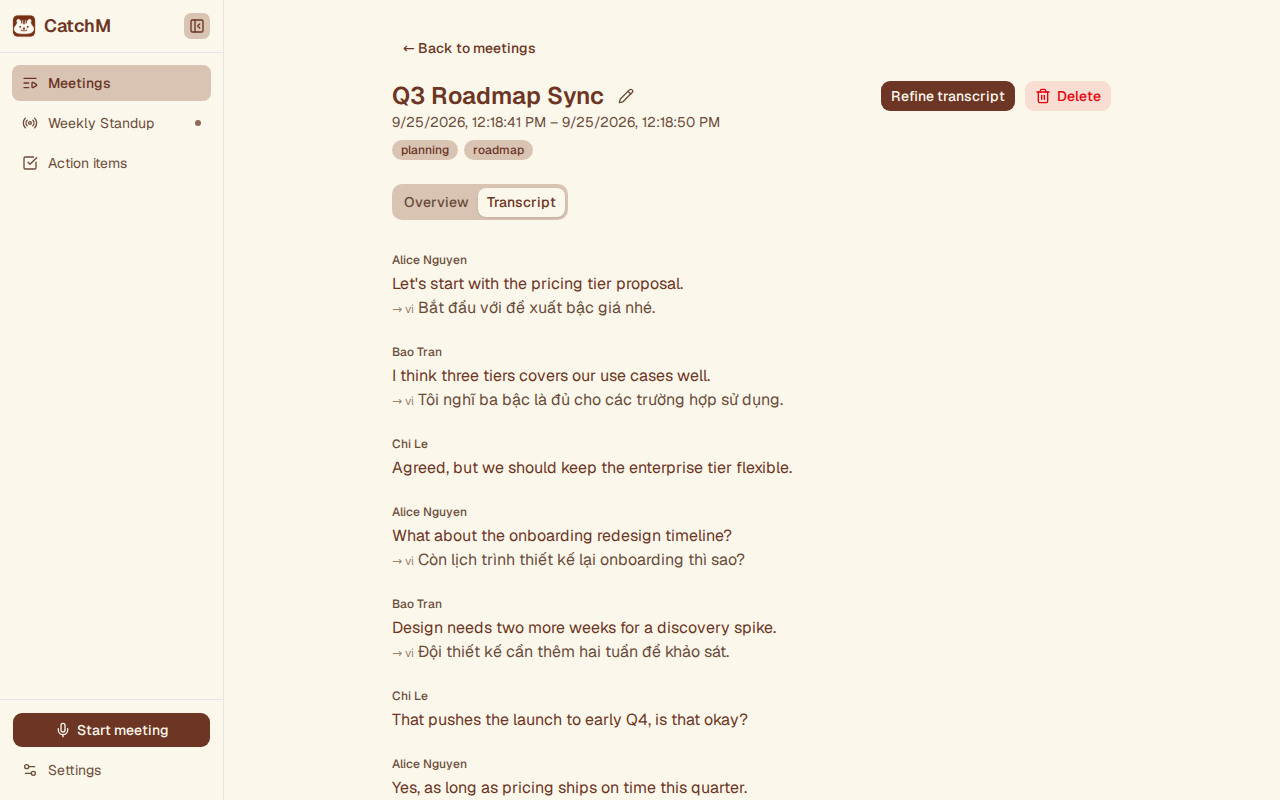 CatchM
Meetings
Weekly Standup
Action items
Start meeting
Settings
← Back to meetings
Q3 Roadmap Sync
Refine transcript
Delete
9/25/2026, 12:18:41 PM – 9/25/2026, 12:18:50 PM
planning
roadmap
Overview
Transcript
Alice Nguyen
Let's start with the pricing tier proposal.
→ vi Bắt đầu với đề xuất bậc giá nhé.
Bao Tran
I think three tiers covers our use cases well.
→ vi Tôi nghĩ ba bậc là đủ cho các trường hợp sử dụng.
Chi Le
Agreed, but we should keep the enterprise tier flexible.
Alice Nguyen
What about the onboarding redesign timeline?
→ vi Còn lịch trình thiết kế lại onboarding thì sao?
Bao Tran
Design needs two more weeks for a discovery spike.
→ vi Đội thiết kế cần thêm hai tuần để khảo sát.
Chi Le
That pushes the launch to early Q4, is that okay?
Alice Nguyen
Yes, as long as pricing ships on time this quarter.